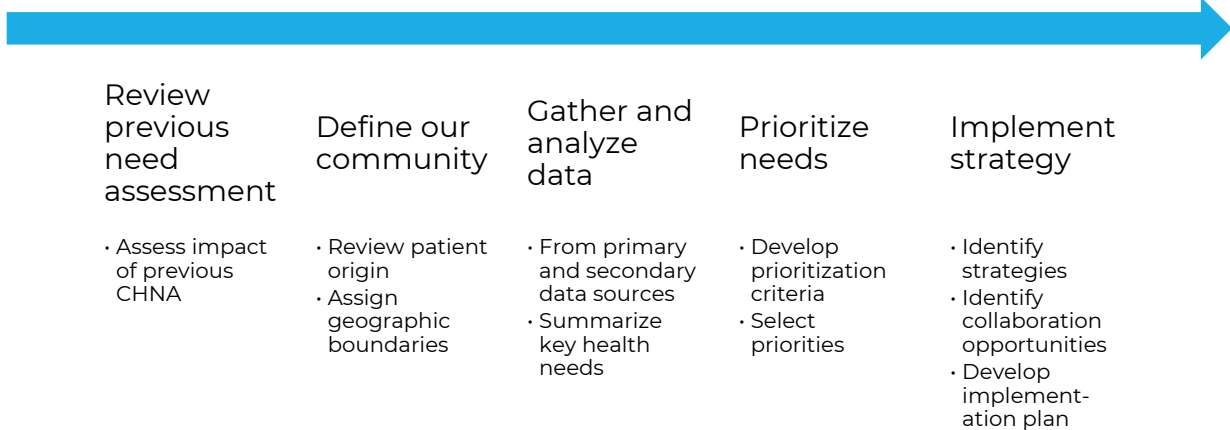 Review
previous
need
assessment
· Assess impact
of previous
CHNA
Define our
community
· Review patient
origin
· Assign
geographic
boundaries
Gather and
analyze
data
· From primary
and secondary
data sources
· Summarize
key health
needs
Prioritize
needs
· Develop
prioritization
criteria
· Select
priorities
Implement
strategy
· Identify
strategies
· Identify
collaboration
opportunities
· Develop
implement-
ation plan